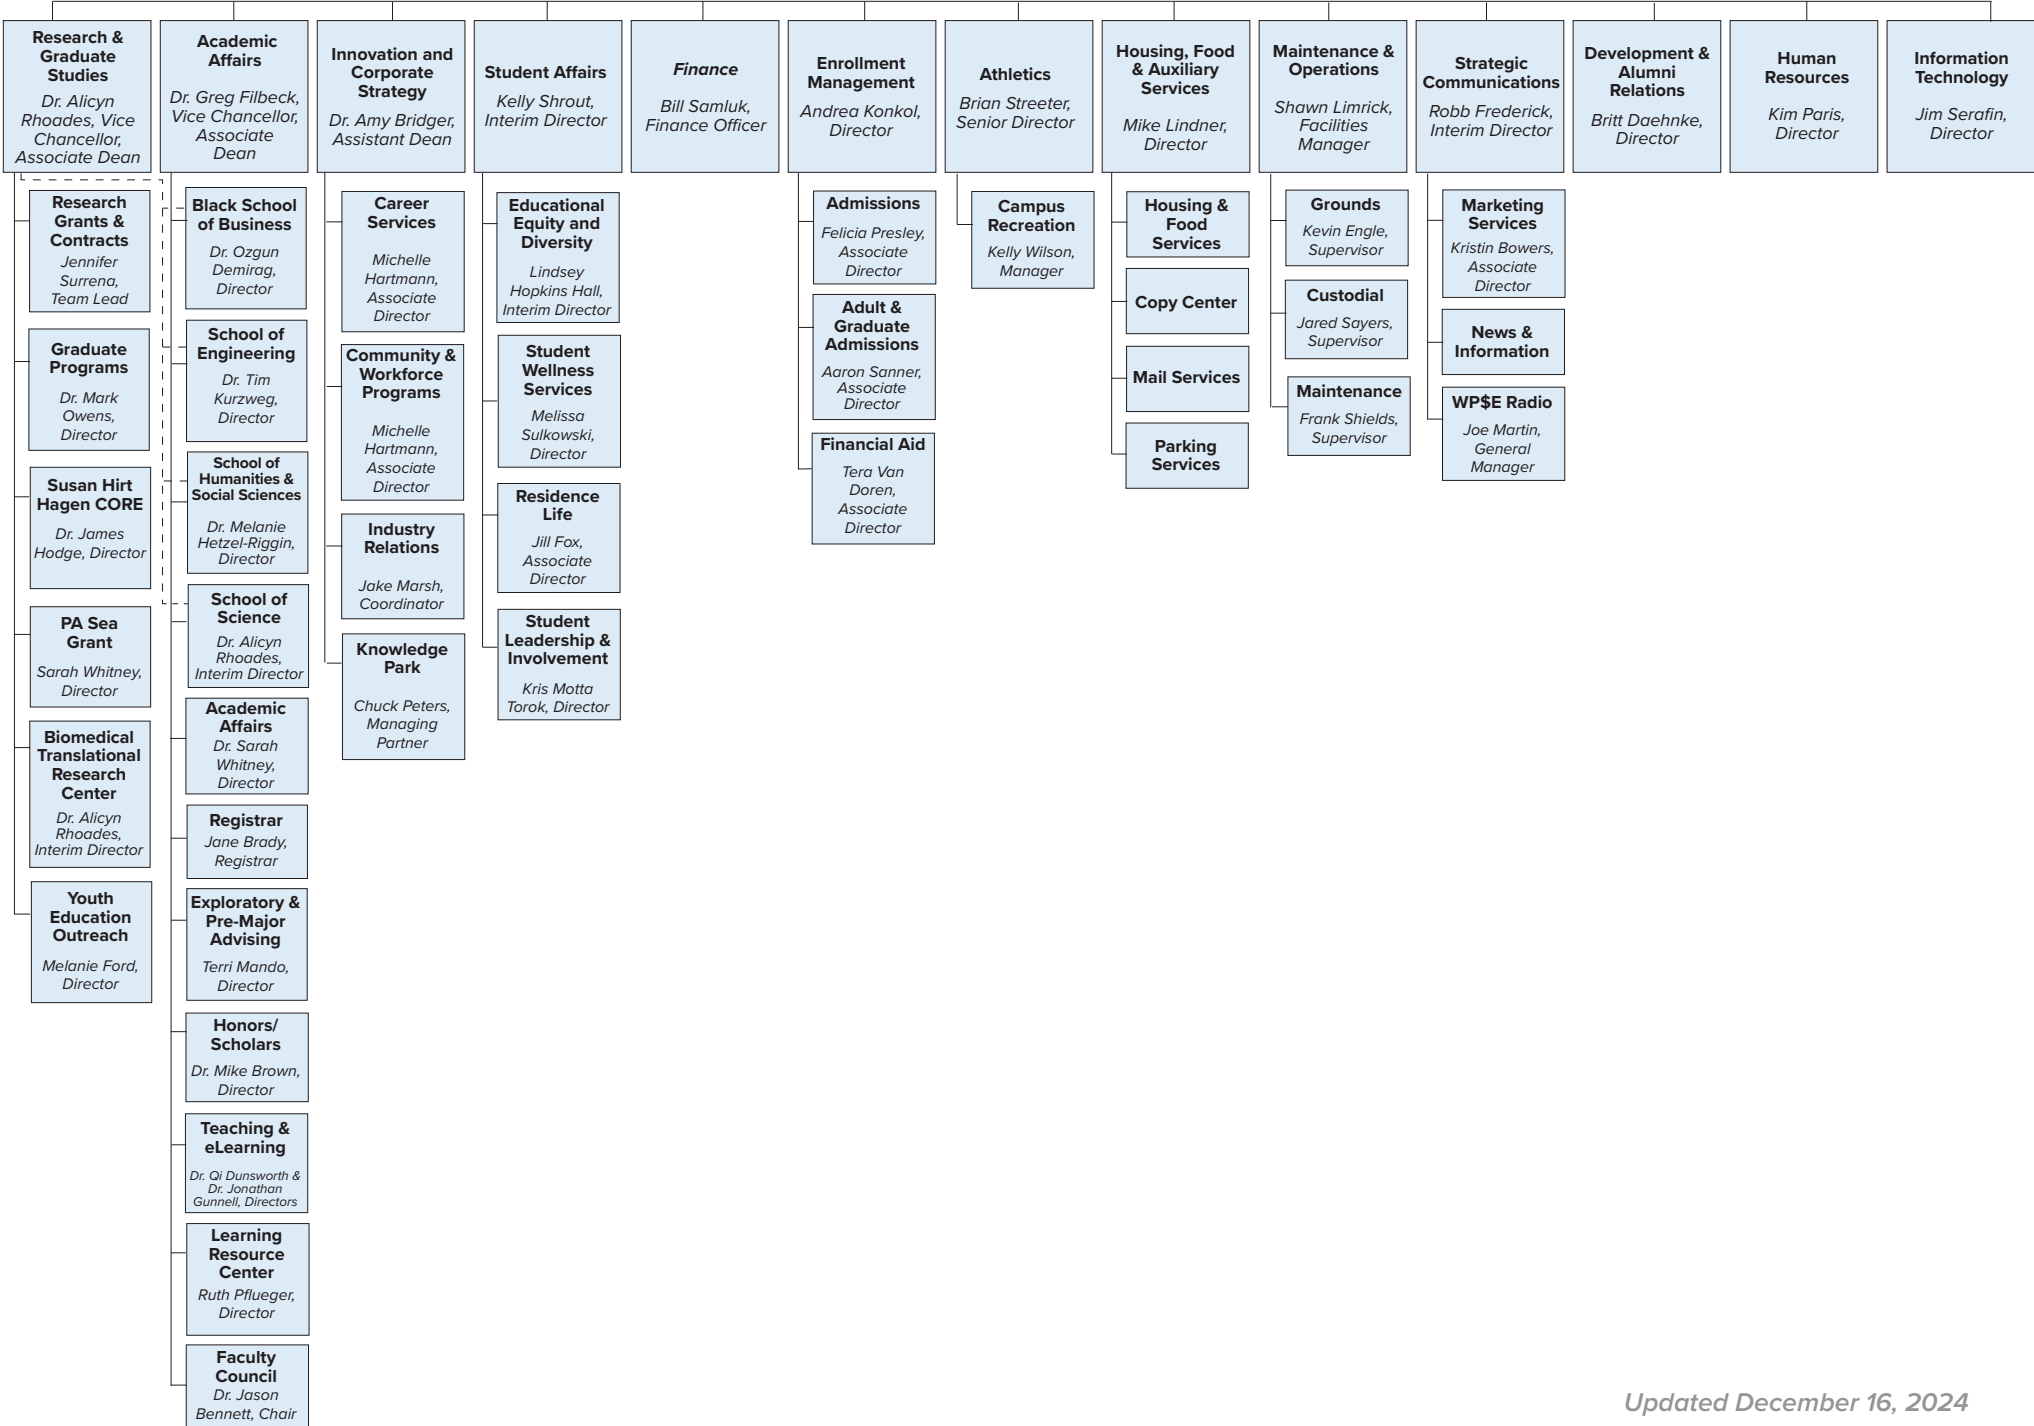 Research &
Graduate
Studies
Dr. Alicyn
Rhoades, Vice
Chancellor,
Associate Dean
Research
Grants &
Contracts
Jennifer
Surrena,
Team Lead
Graduate
Programs
Dr. Mark
Owens,
Director
Susan Hirt
Hagen CORE
Dr. James
Hodge, Director
PA Sea
Grant
Sarah Whitney,
Director
Biomedical
Translational
Research
Center
Dr. Alicyn
Rhoades,
Interim Director
Youth
Education
Outreach
Melanie Ford,
Director
Academic
Affairs
Dr. Greg Filbeck,
Vice Chancellor,
Associate
Dean
Black School
of Business
Dr. Ozgun
Demirag,
Director
School of
Engineering
Dr. Tim
Kurzweg,
Director
School of
Humanities &
Social Sciences
Dr. Melanie
Hetzel-Riggin,
Director
School of
Science
Dr. Alicyn
Rhoades,
Interim Director
Academic
Affairs
Dr. Sarah
Whitney,
Director
Registrar
Jane Brady,
Registrar
Exploratory &
Pre-Major
Advising
Terri Mando,
Director
Honors/
Scholars
Dr. Mike Brown,
Director
Teaching &
eLearning
Dr. Qi Dunsworth &
Dr. Jonathan
Gunnell, Directors
Learning
Resource
Center
Ruth Pflueger,
Director
Faculty
Council
Dr. Jason
Bennett, Chair
Innovation and
Corporate
Strategy
Dr. Amy Bridger,
Assistant Dean
Career
Services
Michelle
Hartmann,
Associate
Director
Community &
Workforce
Programs
Michelle
Hartmann,
Associate
Director
Industry
Relations
Jake Marsh,
Coordinator
Knowledge
Park
Chuck Peters,
Managing
Partner
Student Affairs
Kelly Shrout,
Interim Director
Educational
Equity and
Diversity
Lindsey
Hopkins Hall,
Interim Director
Student
Wellness
Services
Melissa
Sulkowski,
Director
Residence
Life
Jill Fox,
Associate
Director
Student
Leadership &
Involvement
Kris Motta
Torok, Director
Finance
Bill Samluk,
Finance Officer
Enrollment
Management
Andrea Konkol,
Director
Admissions
Felicia Presley,
Associate
Director
Adult &
Graduate
Admissions
Aaron Sanner,
Associate
Director
Financial Aid
Tera Van
Doren,
Associate
Director
Athletics
Brian Streeter,
Senior Director
Campus
Recreation
Kelly Wilson,
Manager
Housing, Food
& Auxiliary
Services
Mike Lindner,
Director
Housing &
Food
Services
Copy Center
Mail Services
Parking
Services
Maintenance &
Operations
Shawn Limrick,
Facilities
Manager
Grounds
Kevin Engle,
Supervisor
Custodial
Jared Sayers,
Supervisor
Maintenance
Frank Shields,
Supervisor
Strategic
Communications
Robb Frederick,
Interim Director
Marketing
Services
Kristin Bowers,
Associate
Director
News &
Information
WP$E Radio
Joe Martin,
General
Manager
Development &
Alumni
Relations
Britt Daehnke,
Director
Human
Resources
Kim Paris,
Director
Information
Technology
Jim Serafin,
Director
Updated December 16, 2024